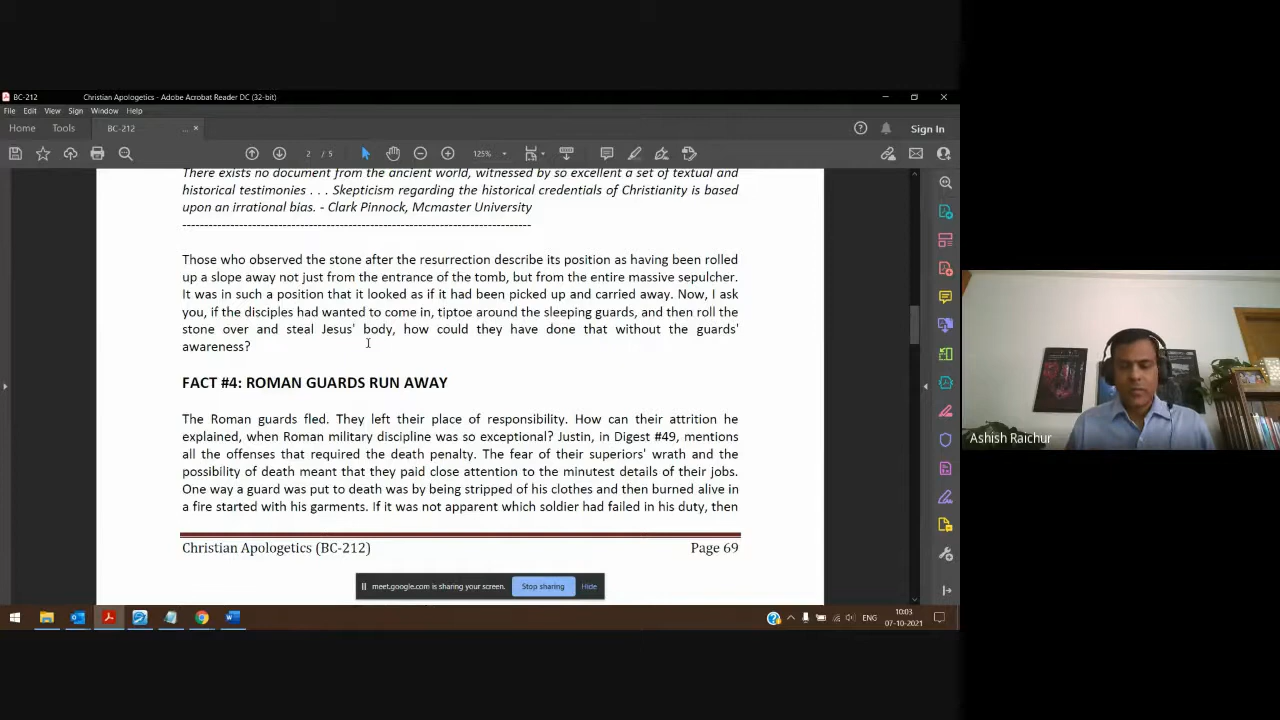 BC-212 Christian Apologetics - Adobe Acrobat Reader DC (32-bit)
File Edit View Sign Window Help
Home Tools BC-212 ... × Sign In
2 / 5 125%
There exists no document from the ancient world, witnessed by so excellent a set of textual and
historical testimonies . . . Skepticism regarding the historical credentials of Christianity is based
upon an irrational bias. - Clark Pinnock, Mcmaster University
--------------------------------------------------------------------------------
Those who observed the stone after the resurrection describe its position as having been rolled
up a slope away not just from the entrance of the tomb, but from the entire massive sepulcher.
It was in such a position that it looked as if it had been picked up and carried away. Now, I ask
you, if the disciples had wanted to come in, tiptoe around the sleeping guards, and then roll the
stone over and steal Jesus' body, how could they have done that without the guards'
awareness?
FACT #4: ROMAN GUARDS RUN AWAY
The Roman guards fled. They left their place of responsibility. How can their attrition he
explained, when Roman military discipline was so exceptional? Justin, in Digest #49, mentions
all the offenses that required the death penalty. The fear of their superiors' wrath and the
possibility of death meant that they paid close attention to the minutest details of their jobs.
One way a guard was put to death was by being stripped of his clothes and then burned alive in
a fire started with his garments. If it was not apparent which soldier had failed in his duty, then
Christian Apologetics (BC-212) Page 69
meet.google.com is sharing your screen. Stop sharing Hide
ENG
10:03
07-10-2021
Ashish Raichur